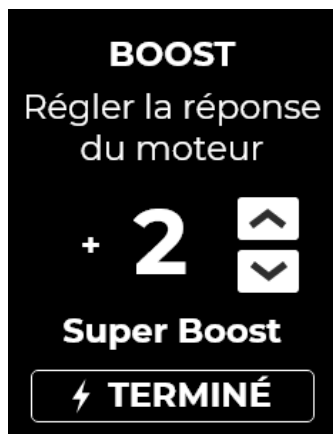 BOOST
Régler la réponse
du moteur
+ 2
Super Boost
TERMINÉ